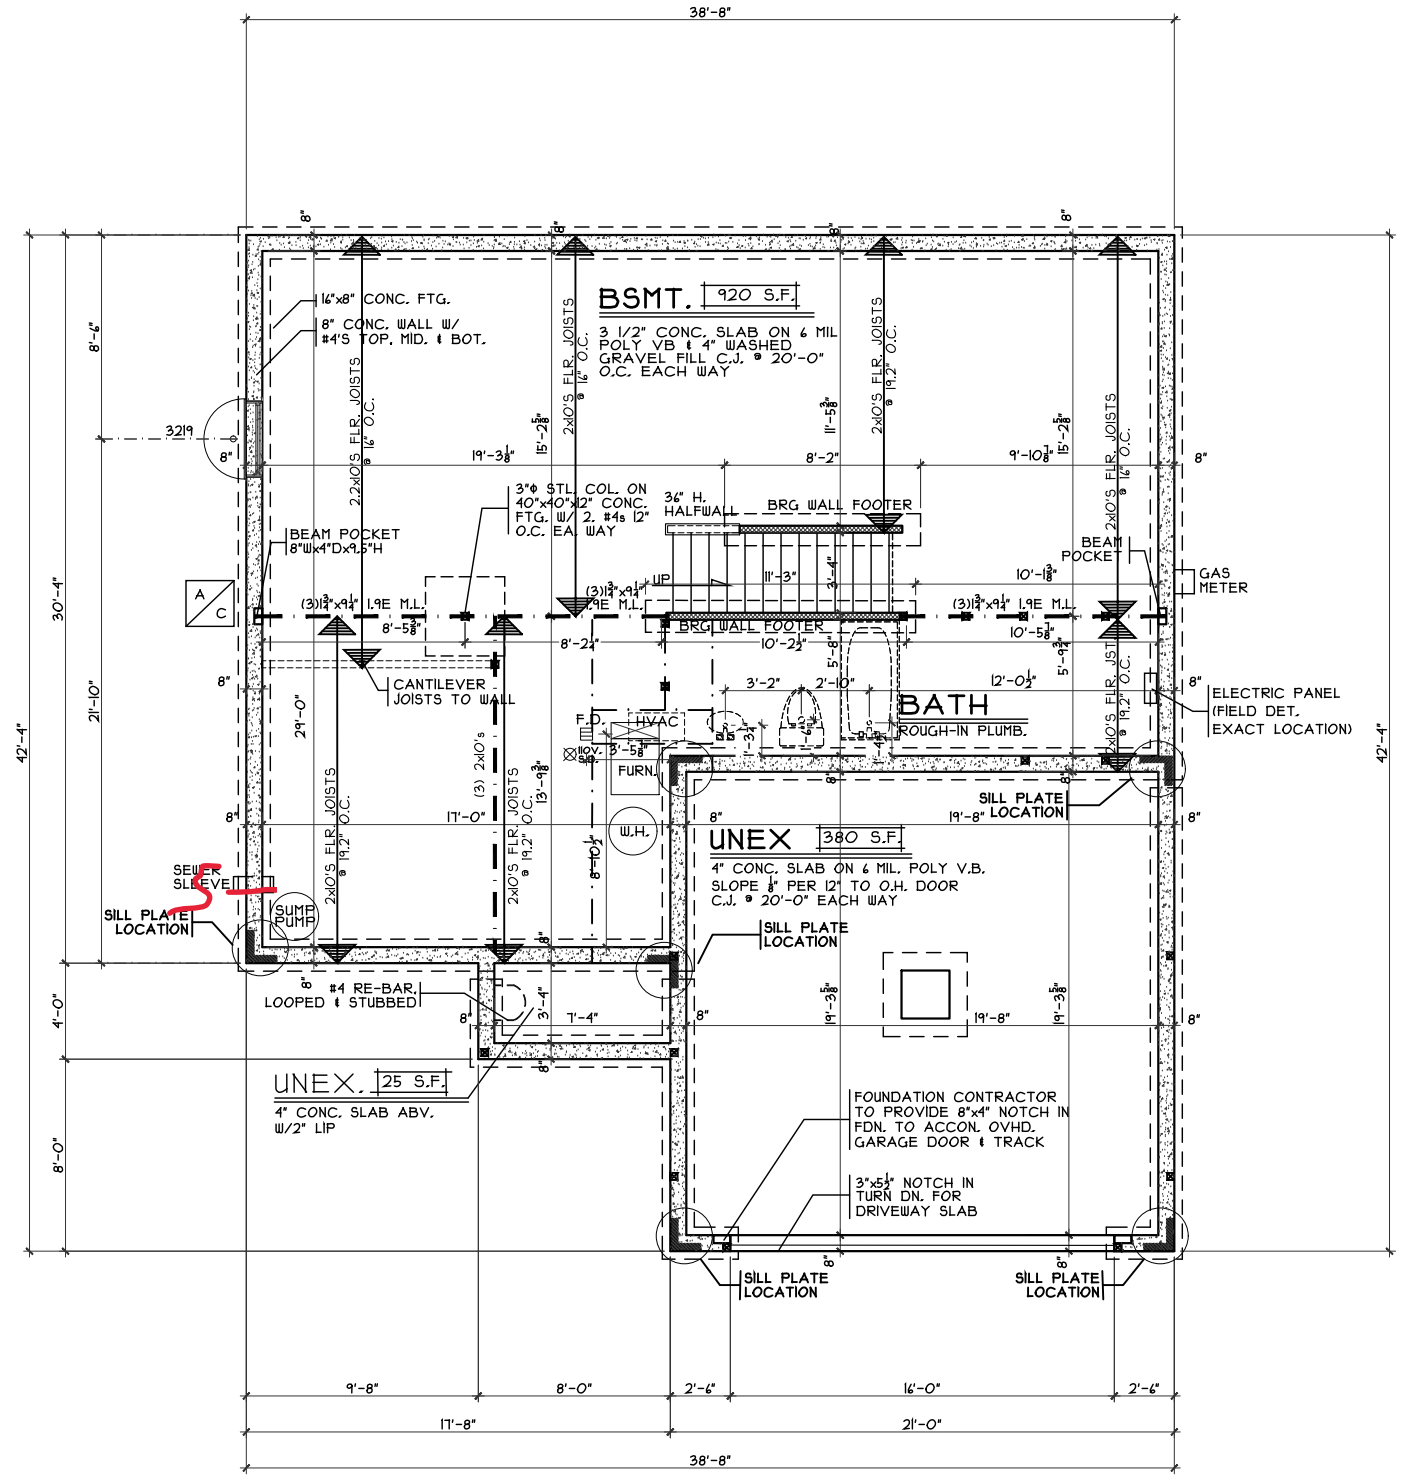 38'-8"
8"
8"
8"
8"
16"x8" CONC. FTG.
8" CONC. WALL W/
#4'S TOP, MID. & BOT.
BSMT. 920 S.F.
3 1/2" CONC. SLAB ON 6 MIL
POLY VB & 4" WASHED
GRAVEL FILL C.J. @ 20'-0"
O.C. EACH WAY
8'-6"
2x10'S FLR. JOISTS
@ 16" O.C.
2x10'S FLR. JOISTS
@ 19.2" O.C.
2.2x10'S FLR. JOISTS
@ 16" O.C.
2x10'S FLR. JOISTS
@ 16" O.C.
15'-2 5/8"
11'-5 3/8"
15'-2 5/8"
3219
8"
19'-3 1/8"
8'-2"
9'-10 7/8"
8"
3"ϕ STL. COL. ON
40"x40"x12" CONC.
FTG. W/ 2, #4s 12"
O.C. EA. WAY
36" H.
HALFWALL
BRG WALL FOOTER
BEAM POCKET
8"Wx4"Dx9.5"H
BEAM
POCKET
GAS
METER
A
C
30'-4"
UP
11'-3"
3'-4"
10'-1 3/8"
(3)1 3/4"x9 1/4" 1.9E M.L.
(3)1 3/4"x9 1/4"
1.9E M.L.
(3)1 3/4"x9 1/4" 1.9E M.L.
8'-5 3/8"
BRG WALL FOOTER
8'-2 1/4"
10'-2 1/2"
10'-5 7/8"
5'-8"
5'-9 3/4"
8"
CANTILEVER
JOISTS TO WALL
3'-2"
2'-10"
12'-0 1/2"
8"
ELECTRIC PANEL
(FIELD DET.
EXACT LOCATION)
BATH
ROUGH-IN PLUMB.
2x10'S FLR. JST
@ 19.2" O.C.
21'-10"
29'-0"
42'-4"
42'-4"
F.D.
HVAC
110V.
S.D.
3'-5 5/8"
FURN.
W.H.
(3) 2x10's
13'-9 3/8"
2x10'S FLR. JOISTS
@ 19.2" O.C.
2x10'S FLR. JOISTS
@ 19.2" O.C.
8"
8"
SILL PLATE
LOCATION
8"
17'-0"
8"
19'-8"
8"
UNEX 380 S.F.
4" CONC. SLAB ON 6 MIL. POLY V.B.
SLOPE 1/8" PER 12" TO O.H. DOOR
C.J. @ 20'-0" EACH WAY
8'-10 1/2"
SEWER
SLEEVE
SUMP
PUMP
SILL PLATE
LOCATION
SILL PLATE
LOCATION
8"
8"
#4 RE-BAR.
LOOPED & STUBBED
4'-0"
3'-4"
8"
7'-4"
8"
19'-3 5/8"
19'-8"
19'-3 5/8"
8"
8"
UNEX. 25 S.F.
4" CONC. SLAB ABV.
W/2" LIP
FOUNDATION CONTRACTOR
TO PROVIDE 8"x4" NOTCH IN
FDN. TO ACCON. OVHD.
GARAGE DOOR & TRACK
8'-0"
3"x5 1/2" NOTCH IN
TURN DN. FOR
DRIVEWAY SLAB
8"
8"
SILL PLATE
LOCATION
SILL PLATE
LOCATION
9'-8"
8'-0"
2'-6"
16'-0"
2'-6"
17'-8"
21'-0"
38'-8"